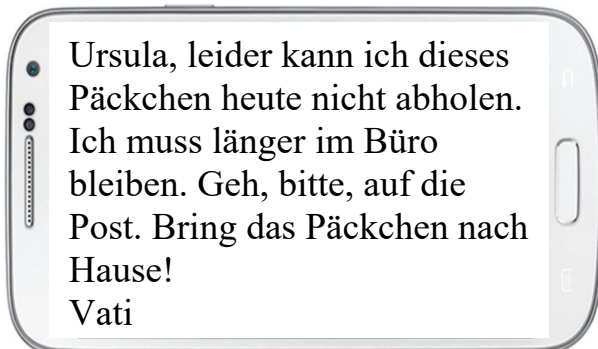 Ursula, leider kann ich dieses
Päckchen heute nicht abholen.
Ich muss länger im Büro
bleiben. Geh, bitte, auf die
Post. Bring das Päckchen nach
Hause!
Vati